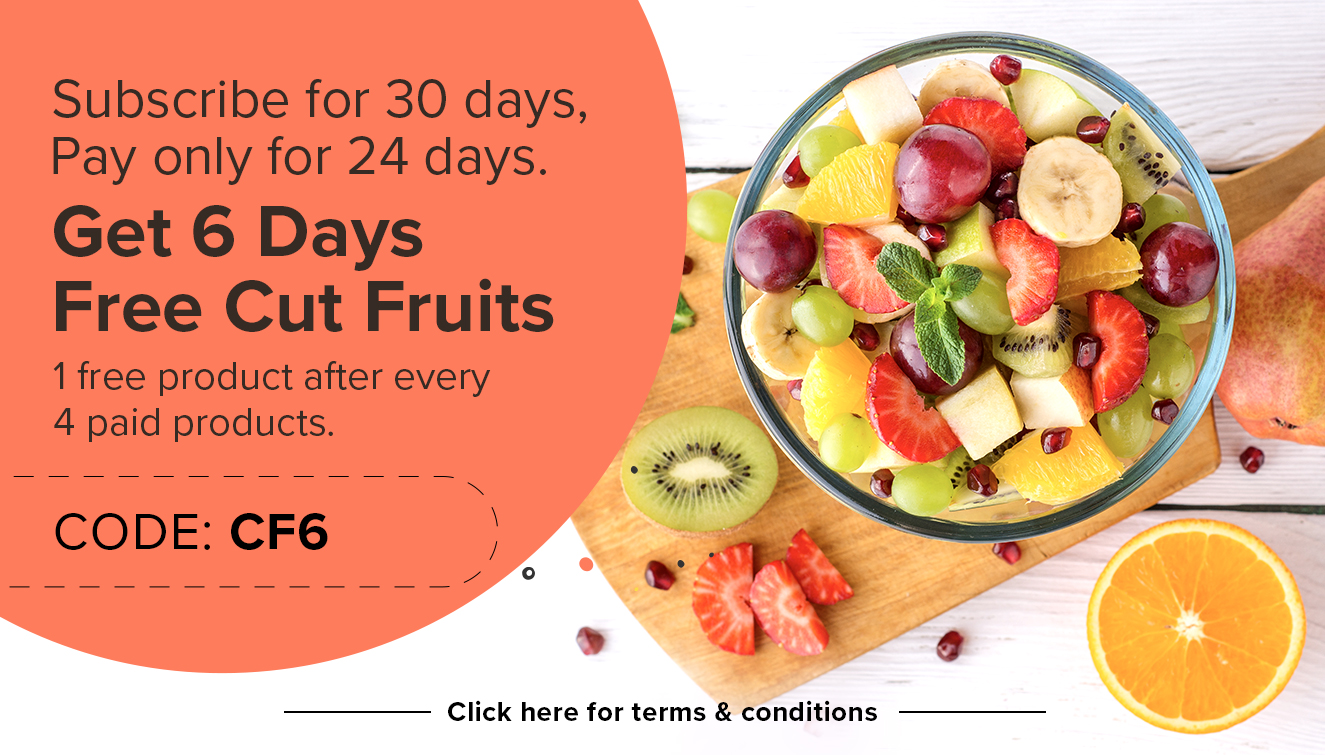 Subscribe for 30 days,
Pay only for 24 days.
Get 6 Days
Free Cut Fruits
1 free product after every
4 paid products.
CODE: CF6
Click here for terms & conditions